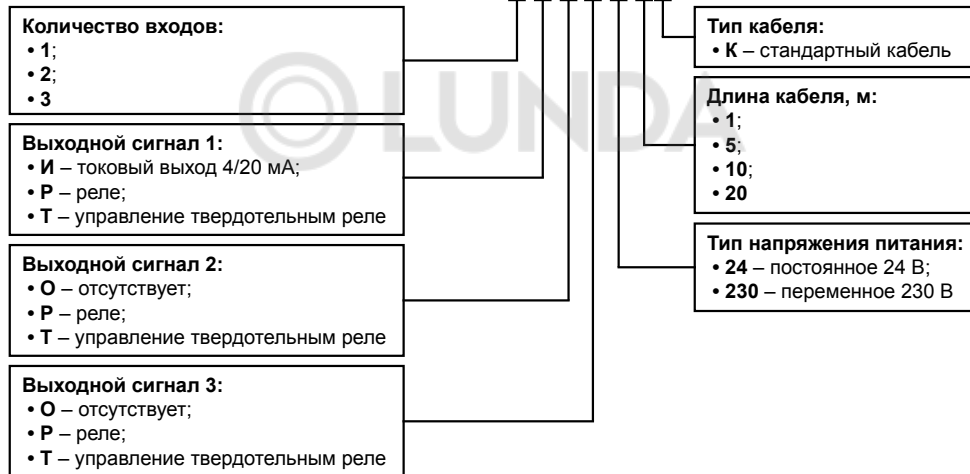 Количество входов:
• 1;
• 2;
• 3
Выходной сигнал 1:
• И – токовый выход 4/20 мА;
• Р – реле;
• Т – управление твердотельным реле
Выходной сигнал 2:
• О – отсутствует;
• Р – реле;
• Т – управление твердотельным реле
Выходной сигнал 3:
• О – отсутствует;
• Р – реле;
• Т – управление твердотельным реле
Тип кабеля:
• К – стандартный кабель
Длина кабеля, м:
• 1;
• 5;
• 10;
• 20
Тип напряжения питания:
• 24 – постоянное 24 В;
• 230 – переменное 230 В
LUNDA